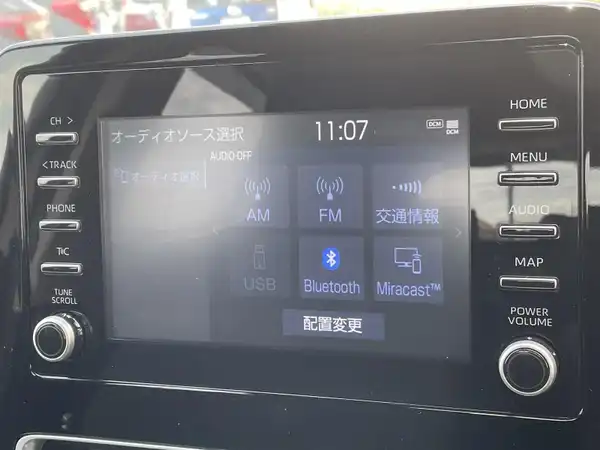 CH >
< TRACK
PHONE
T/C
TUNE
SCROLL
オーディオソース選択
11:07
DCM
DCM
AUDIO-OFF
オーディオ選択
AM
FM
交通情報
USB
Bluetooth
Miracast™
配置変更
HOME
MENU
AUDIO
MAP
POWER
VOLUME